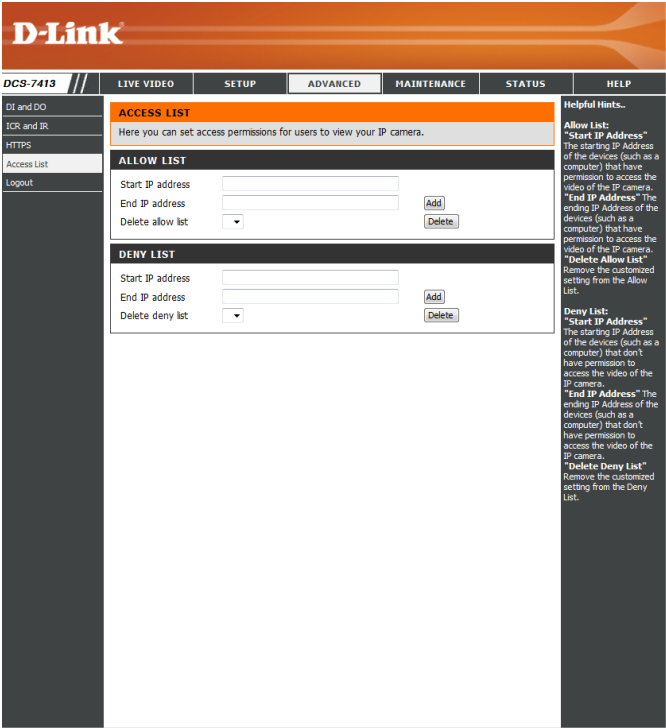 D-Link
DCS-7413
LIVE VIDEO
SETUP
ADVANCED
MAINTENANCE
STATUS
HELP
DI and DO
ICR and IR
HTTPS
Access List
Logout
ACCESS LIST
Here you can set access permissions for users to view your IP camera.
ALLOW LIST
Start IP address
End IP address
Add
Delete allow list
Delete
DENY LIST
Start IP address
End IP address
Add
Delete deny list
Delete
Helpful Hints..
Allow List:
"Start IP Address"
The starting IP Address
of the devices (such as a
computer) that have
permission to access the
video of the IP camera.
"End IP Address" The
ending IP Address of the
devices (such as a
computer) that have
permission to access the
video of the IP camera.
"Delete Allow List"
Remove the customized
setting from the Allow
List.
Deny List:
"Start IP Address"
The starting IP Address
of the devices (such as a
computer) that don't
have permission to
access the video of the
IP camera.
"End IP Address" The
ending IP Address of the
devices (such as a
computer) that don't
have permission to
access the video of the
IP camera.
"Delete Deny List"
Remove the customized
setting from the Deny
List.